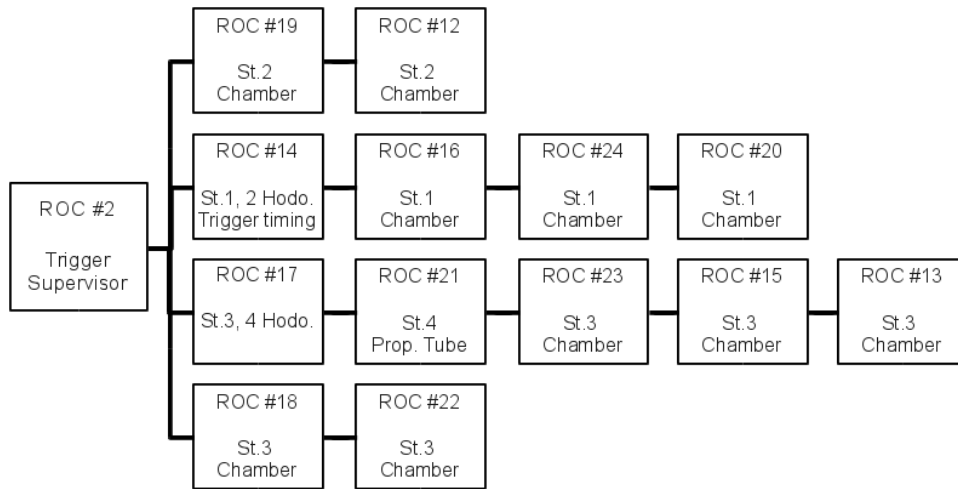 ROC #19
St.2
Chamber
ROC #12
St.2
Chamber
ROC #14
St.1, 2 Hodo.
Trigger timing
ROC #16
St.1
Chamber
ROC #24
St.1
Chamber
ROC #20
St.1
Chamber
ROC #2
Trigger
Supervisor
ROC #17
St.3, 4 Hodo.
ROC #21
St.4
Prop. Tube
ROC #23
St.3
Chamber
ROC #15
St.3
Chamber
ROC #13
St.3
Chamber
ROC #18
St.3
Chamber
ROC #22
St.3
Chamber